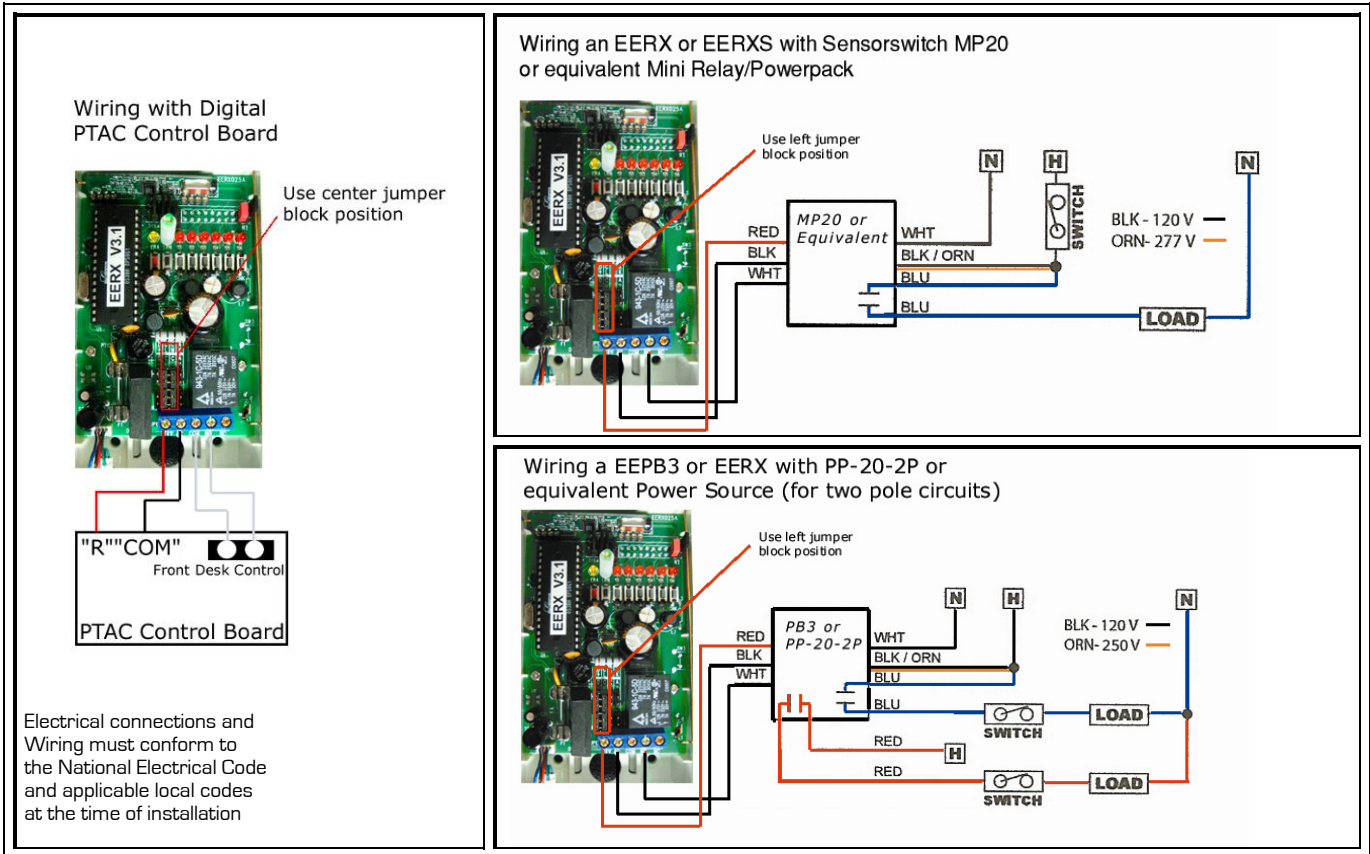 Wiring with Digital
PTAC Control Board
Use center jumper
block position
EERX V3.1
"R""COM"
Front Desk Control
PTAC Control Board
Electrical connections and
Wiring must conform to
the National Electrical Code
and applicable local codes
at the time of installation
Wiring an EERX or EERXS with Sensorswitch MP20
or equivalent Mini Relay/Powerpack
Use left jumper
block position
EERX V3.1
RED
BLK
WHT
MP20 or
Equivalent
WHT
BLK / ORN
BLU
BLU
N
H
SWITCH
LOAD
N
BLK - 120 V
ORN- 277 V
Wiring a EEPB3 or EERX with PP-20-2P or
equivalent Power Source (for two pole circuits)
Use left jumper
block position
EERX V3.1
RED
BLK
WHT
PB3 or
PP-20-2P
WHT
BLK / ORN
BLU
BLU
RED
RED
N
H
H
SWITCH
LOAD
SWITCH
LOAD
N
BLK - 120 V
ORN- 250 V